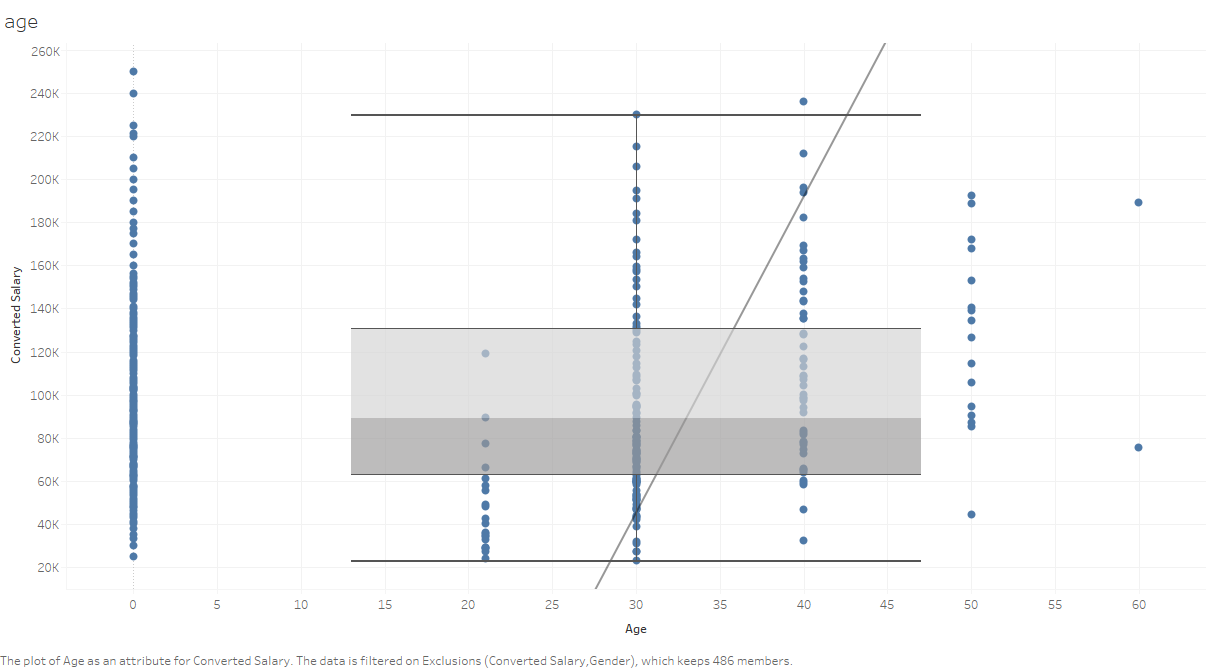 age
260K
240K
220K
200K
180K
160K
140K
120K
100K
80K
60K
40K
20K
Converted Salary
0 5 10 15 20 25 30 35 40 45 50 55 60
Age
The plot of Age as an attribute for Converted Salary. The data is filtered on Exclusions (Converted Salary,Gender), which keeps 486 members.